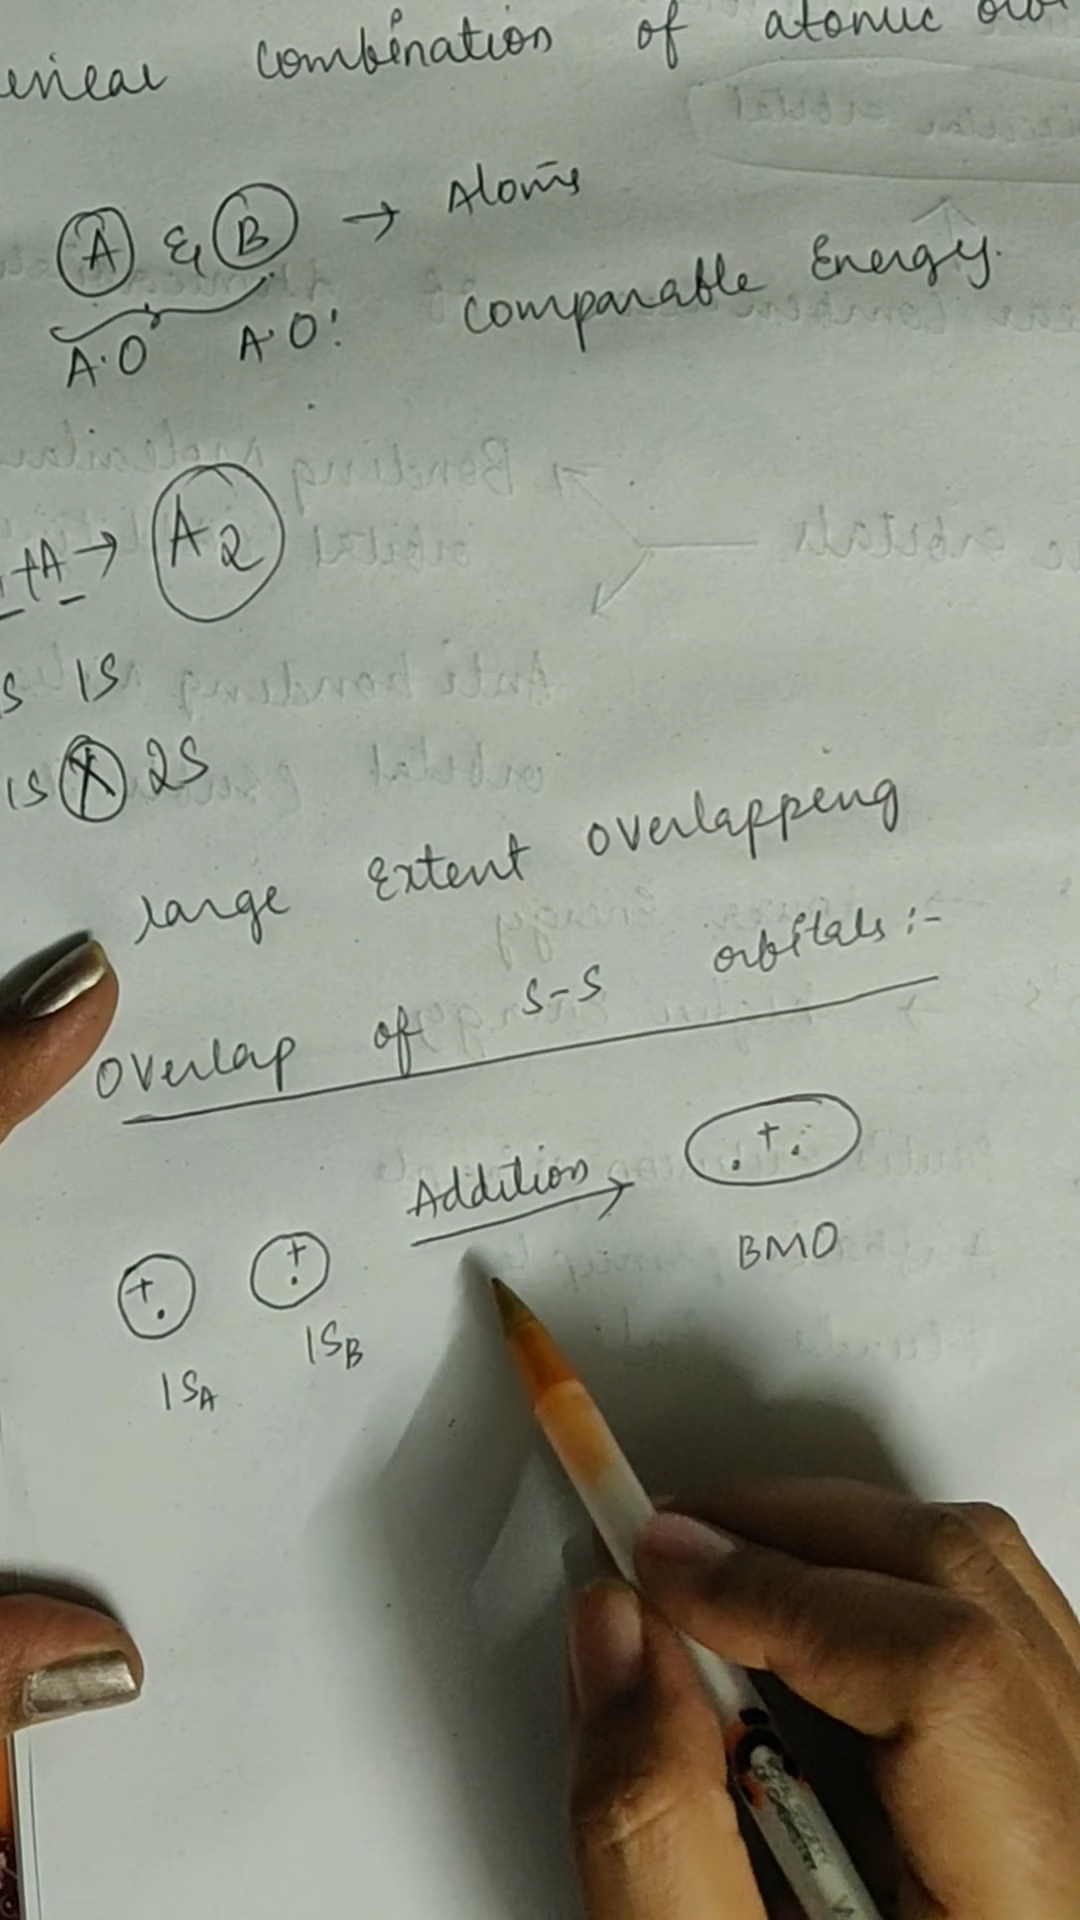 combination of atomic
A & B → Atoms
A.O A.O: comparable Energy.
+A → A2
S 1S
1S X 2S
large Extent overlapping
Overlap of S-S orbitals :-
+ . + . Addition → . + . 
1SA 1SB BMO